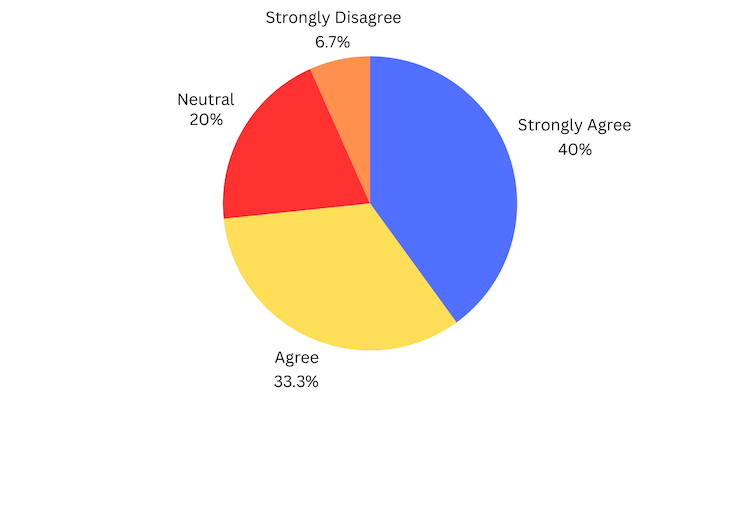 Strongly Disagree
6.7%
Neutral
20%
Strongly Agree
40%
Agree
33.3%